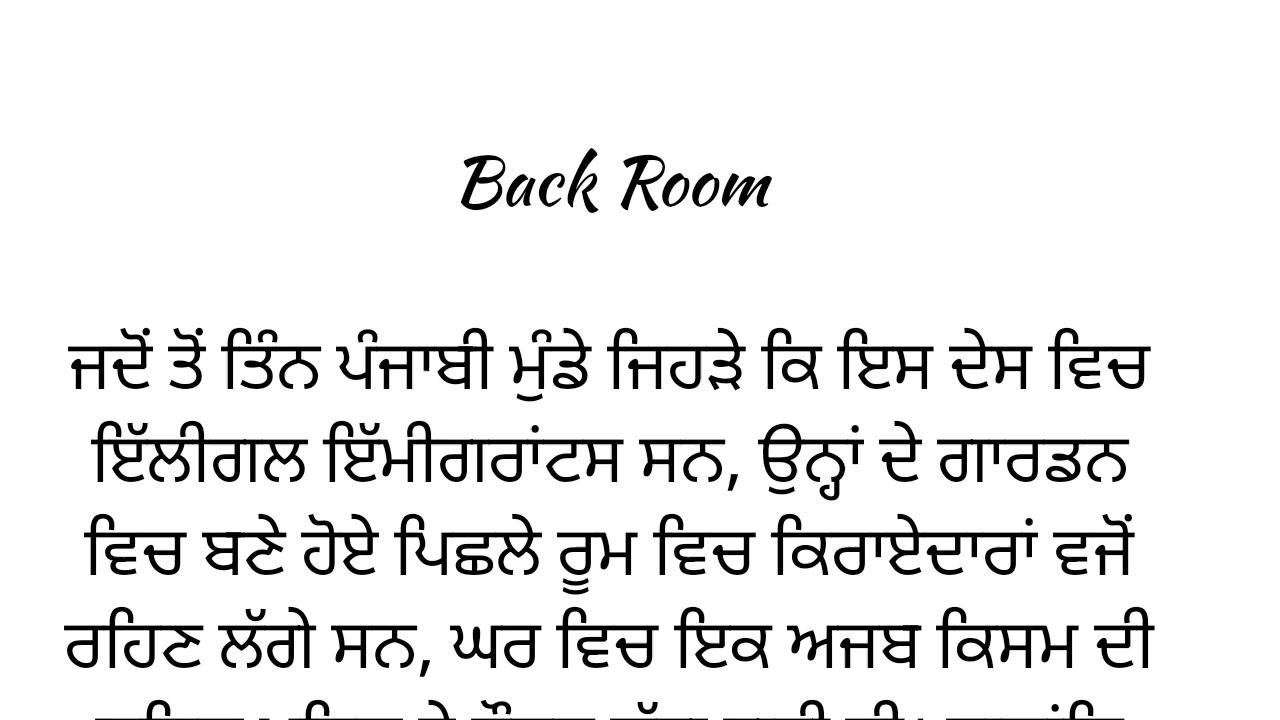 Back Room
ਜਦੋਂ ਤੋਂ ਤਿੰਨ ਪੰਜਾਬੀ ਮੁੰਡੇ ਜਿਹੜੇ ਕਿ ਇਸ ਦੇਸ ਵਿਚ
ਇੱਲੀਗਲ ਇੱਮੀਗਰਾਂਟਸ ਸਨ, ਉਨ੍ਹਾਂ ਦੇ ਗਾਰਡਨ
ਵਿਚ ਬਣੇ ਹੋਏ ਪਿਛਲੇ ਰੂਮ ਵਿਚ ਕਿਰਾਏਦਾਰਾਂ ਵਜੋਂ
ਰਹਿਣ ਲੱਗੇ ਸਨ, ਘਰ ਵਿਚ ਇਕ ਅਜਬ ਕਿਸਮ ਦੀ